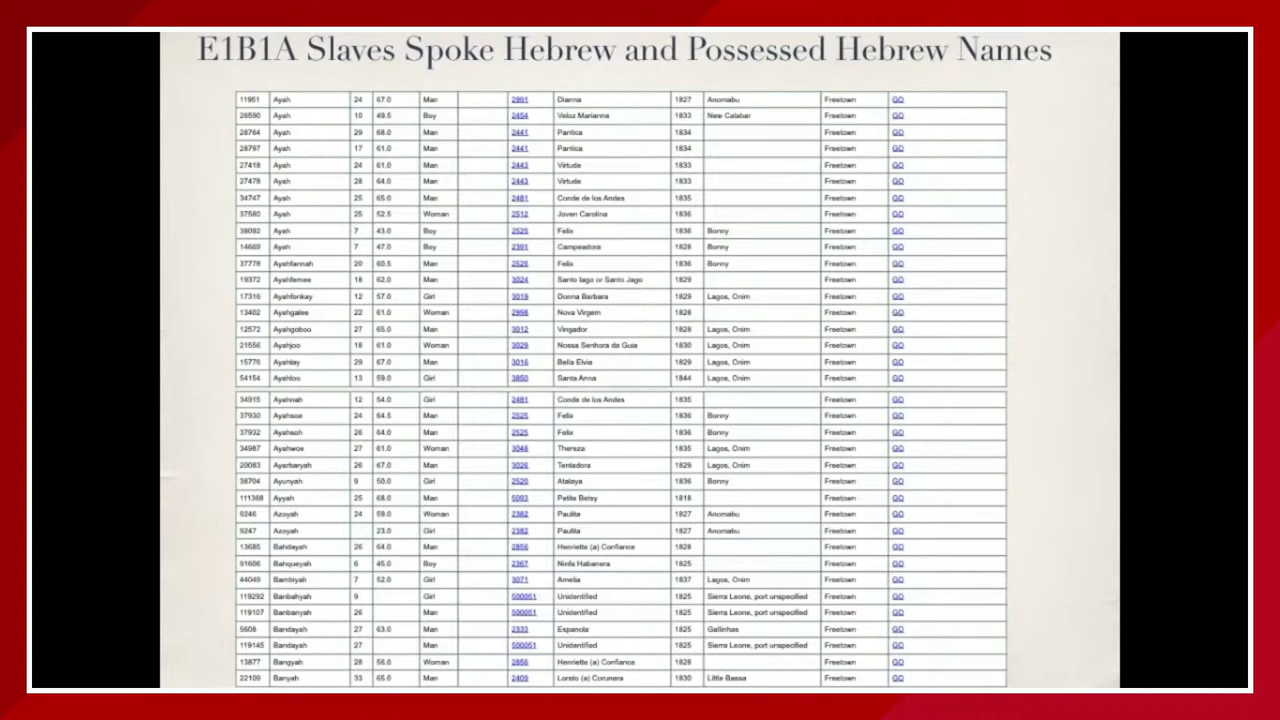 E1B1A Slaves Spoke Hebrew and Possessed Hebrew Names
11951 Ayah 24 67.0 Man 2991 Dianna 1827 Anomabu Freetown GO
26590 Ayah 10 49.5 Boy 2454 Veloz Marianna 1833 New Calabar Freetown GO
28764 Ayah 29 68.0 Man 2441 Pantica 1834 Freetown GO
28797 Ayah 17 61.0 Man 2441 Pantica 1834 Freetown GO
27418 Ayah 24 61.0 Man 2443 Virtude 1833 Freetown GO
27479 Ayah 28 64.0 Man 2443 Virtude 1833 Freetown GO
34747 Ayah 25 65.0 Man 2481 Conde de los Andes 1835 Freetown GO
37580 Ayah 25 52.5 Woman 2512 Joven Carolina 1836 Freetown GO
38092 Ayah 7 43.0 Boy 2525 Felix 1836 Bonny Freetown GO
14669 Ayah 7 47.0 Boy 2391 Campeadora 1828 Bonny Freetown GO
37778 Ayahfannah 20 60.5 Man 2525 Felix 1836 Bonny Freetown GO
19372 Ayahfemee 18 62.0 Man 3024 Santo Iago or Santo Jago 1829 Freetown GO
17316 Ayahfonkay 12 57.0 Girl 3019 Donna Barbara 1829 Lagos, Onim Freetown GO
13402 Ayahgalee 22 61.0 Woman 2998 Nova Virgem 1828 Freetown GO
12572 Ayahgoboo 27 65.0 Man 3012 Vingador 1828 Lagos, Onim Freetown GO
21556 Ayahjoo 18 61.0 Woman 3029 Nossa Senhora da Guia 1830 Lagos, Onim Freetown GO
15776 Ayahlay 29 67.0 Man 3016 Bella Elvia 1829 Lagos, Onim Freetown GO
54154 Ayahloo 13 59.0 Girl 3850 Santa Anna 1844 Lagos, Onim Freetown GO
34915 Ayahnah 12 54.0 Girl 2481 Conde de los Andes 1835 Freetown GO
37930 Ayahsoe 24 64.5 Man 2525 Felix 1836 Bonny Freetown GO
37932 Ayahsoh 26 64.0 Man 2525 Felix 1836 Bonny Freetown GO
34987 Ayahwoe 27 61.0 Woman 3046 Thereza 1835 Lagos, Onim Freetown GO
20083 Ayarbaryah 26 67.0 Man 3026 Tentadora 1829 Lagos, Onim Freetown GO
38704 Ayunyah 9 50.0 Girl 2520 Atalaya 1836 Bonny Freetown GO
111368 Ayyah 25 68.0 Man 5093 Petite Betsy 1818 Freetown GO
9246 Azoyah 24 59.0 Woman 2382 Paulita 1827 Anomabu Freetown GO
9247 Azoyah 23.0 Girl 2382 Paulita 1827 Anomabu Freetown GO
13685 Bahdayah 26 64.0 Man 2856 Henriette (a) Confiance 1828 Freetown GO
91606 Bahqueyah 6 45.0 Boy 2367 Ninfa Habanera 1825 Freetown GO
44049 Bambiyah 7 52.0 Girl 3071 Amelia 1837 Lagos, Onim Freetown GO
119292 Banbahyah 9 Girl 500051 Unidentified 1825 Sierra Leone, port unspecified Freetown GO
119107 Banbanyah 26 Man 500051 Unidentified 1825 Sierra Leone, port unspecified Freetown GO
5608 Bandayah 27 63.0 Man 2333 Espanola 1825 Gallinhas Freetown GO
119145 Bandayah 27 Man 500051 Unidentified 1825 Sierra Leone, port unspecified Freetown GO
13877 Bangyah 28 56.0 Woman 2856 Henriette (a) Confiance 1828 Freetown GO
22109 Banyah 33 65.0 Man 2409 Loreto (a) Corunera 1830 Little Bassa Freetown GO